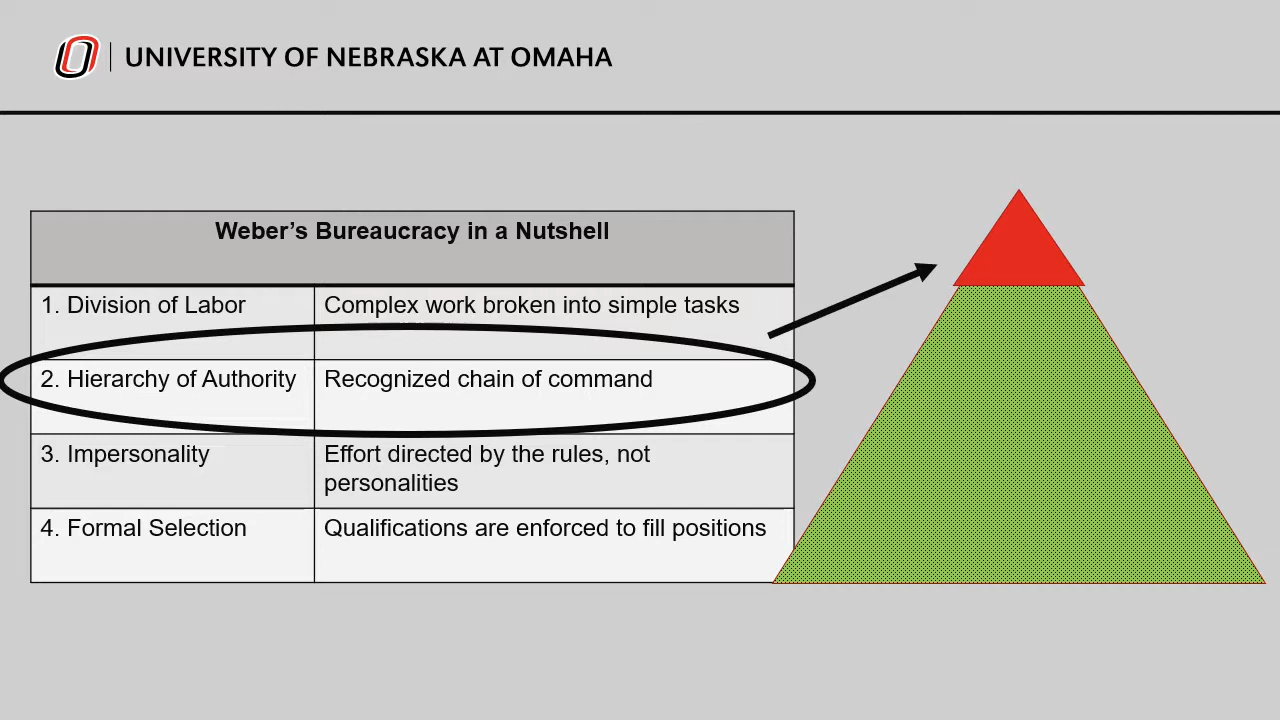 UNIVERSITY OF NEBRASKA AT OMAHA
Weber’s Bureaucracy in a Nutshell
1. Division of Labor
Complex work broken into simple tasks
2. Hierarchy of Authority
Recognized chain of command
3. Impersonality
Effort directed by the rules, not
personalities
4. Formal Selection
Qualifications are enforced to fill positions